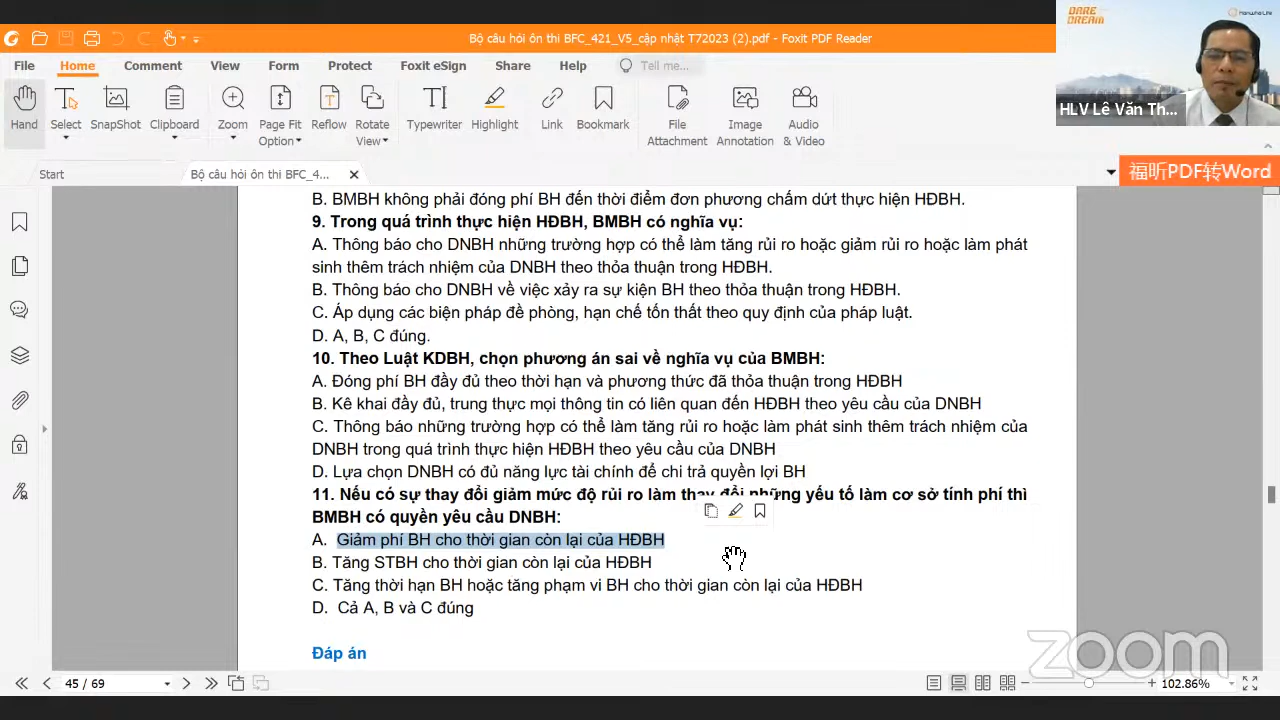 DARE
DREAM
Hanwha Life
HLV Lê Văn Th...
Bộ câu hỏi ôn thi BFC_421_V5_cập nhật T72023 (2).pdf - Foxit PDF Reader
File Home Comment View Form Protect Foxit eSign Share Help Tell me...
Hand Select SnapShot Clipboard Zoom Page Fit Option Reflow Rotate View Typewriter Highlight Link Bookmark File Attachment Image Annotation Audio & Video
Start Bộ câu hỏi ôn thi BFC_4...
福昕PDF转Word
B. BMBH không phải đóng phí BH đến thời điểm đơn phương chấm dứt thực hiện HĐBH.
9. Trong quá trình thực hiện HĐBH, BMBH có nghĩa vụ:
A. Thông báo cho DNBH những trường hợp có thể làm tăng rủi ro hoặc giảm rủi ro hoặc làm phát
sinh thêm trách nhiệm của DNBH theo thỏa thuận trong HĐBH.
B. Thông báo cho DNBH về việc xảy ra sự kiện BH theo thỏa thuận trong HĐBH.
C. Áp dụng các biện pháp đề phòng, hạn chế tổn thất theo quy định của pháp luật.
D. A, B, C đúng.
10. Theo Luật KDBH, chọn phương án sai về nghĩa vụ của BMBH:
A. Đóng phí BH đầy đủ theo thời hạn và phương thức đã thỏa thuận trong HĐBH
B. Kê khai đầy đủ, trung thực mọi thông tin có liên quan đến HĐBH theo yêu cầu của DNBH
C. Thông báo những trường hợp có thể làm tăng rủi ro hoặc làm phát sinh thêm trách nhiệm của
DNBH trong quá trình thực hiện HĐBH theo yêu cầu của DNBH
D. Lựa chọn DNBH có đủ năng lực tài chính để chi trả quyền lợi BH
11. Nếu có sự thay đổi giảm mức độ rủi ro làm thay đổi những yếu tố làm cơ sở tính phí thì
BMBH có quyền yêu cầu DNBH:
A. Giảm phí BH cho thời gian còn lại của HĐBH
B. Tăng STBH cho thời gian còn lại của HĐBH
C. Tăng thời hạn BH hoặc tăng phạm vi BH cho thời gian còn lại của HĐBH
D. Cả A, B và C đúng
Đáp án
zoom
45 / 69
102.86%